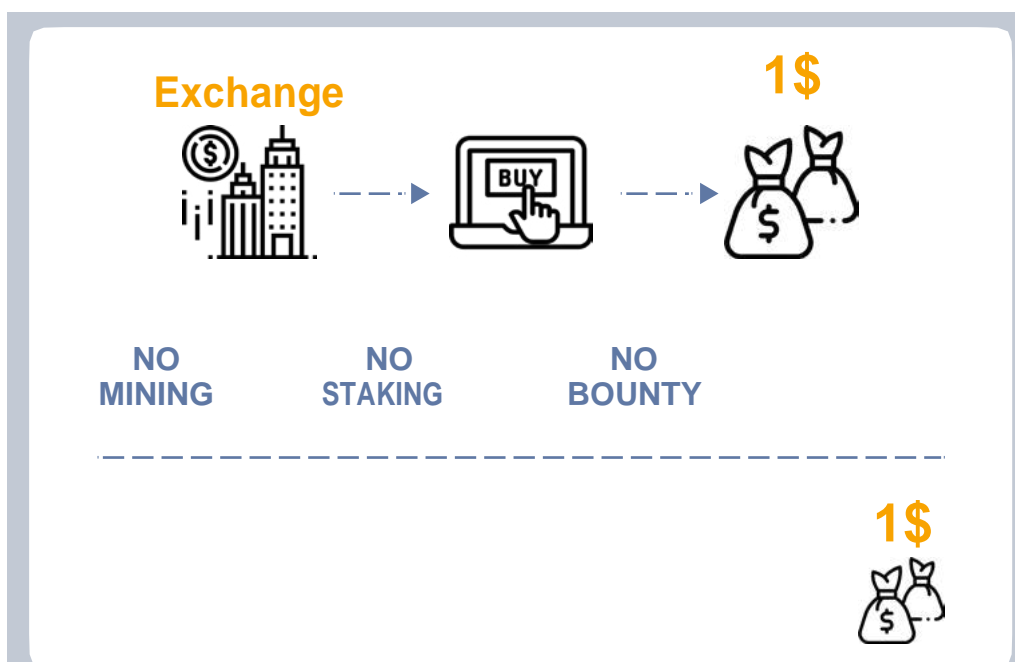 Exchange
1$
$
BUY
$
NO
MINING
NO
STAKING
NO
BOUNTY
1$
$